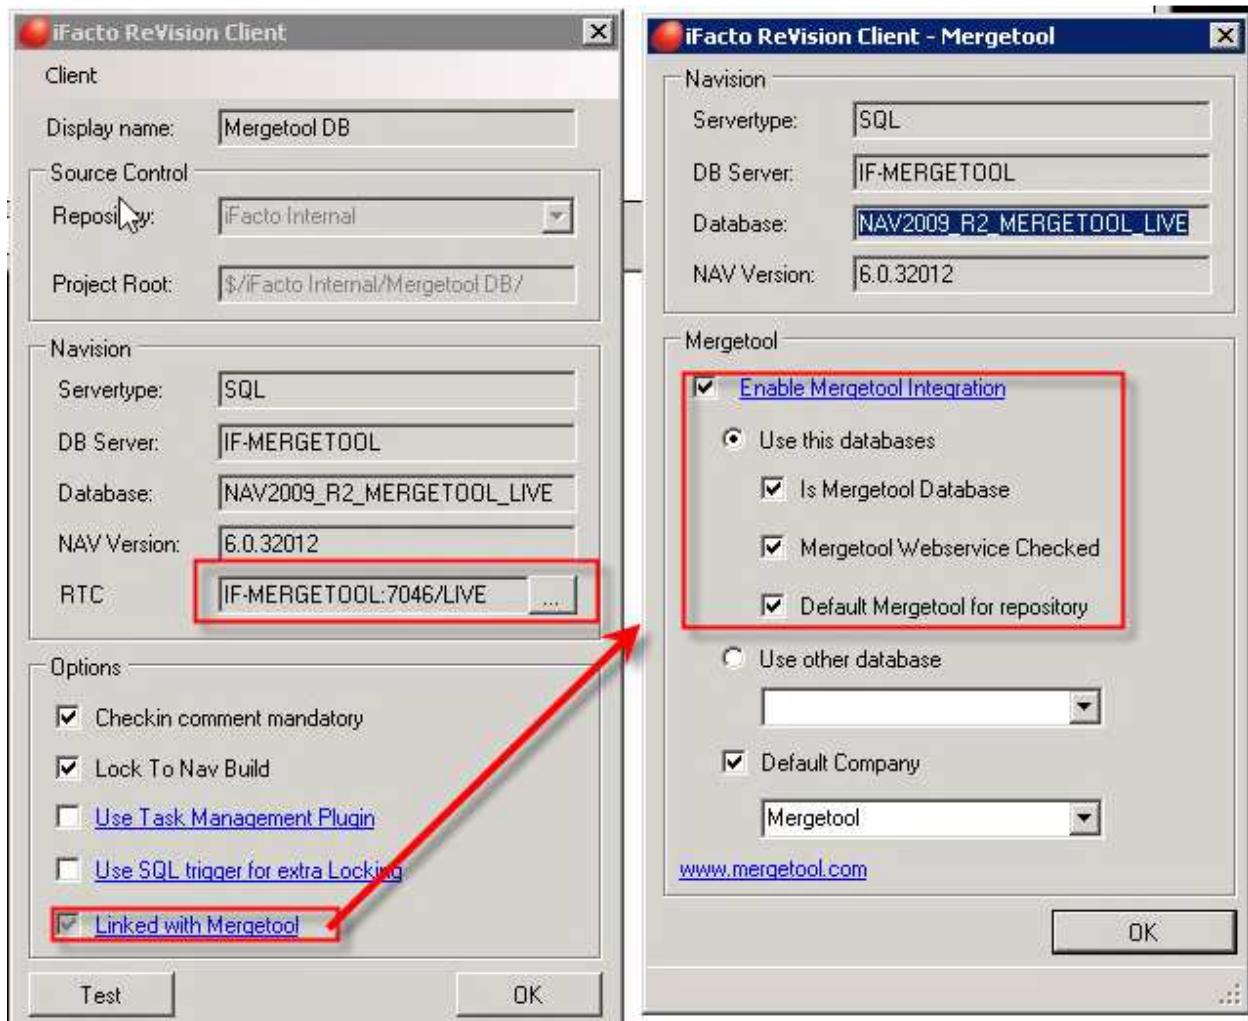 iFacto ReVision Client
Client
Display name: Mergetool DB
Source Control
Repository: iFacto Internal
Project Root: $/iFacto Internal/Mergetool DB/
Navision
Servertype: SQL
DB Server: IF-MERGETOOL
Database: NAV2009_R2_MERGETOOL_LIVE
NAV Version: 6.0.32012
RTC IF-MERGETOOL:7046/LIVE ...
Options
Checkin comment mandatory
Lock To Nav Build
Use Task Management Plugin
Use SQL trigger for extra Locking
Linked with Mergetool
Test OK
iFacto ReVision Client - Mergetool
Navision
Servertype: SQL
DB Server: IF-MERGETOOL
Database: NAV2009_R2_MERGETOOL_LIVE
NAV Version: 6.0.32012
Mergetool
Enable Mergetool Integration
Use this databases
Is Mergetool Database
Mergetool Webservice Checked
Default Mergetool for repository
Use other database
Default Company
Mergetool
www.mergetool.com
OK